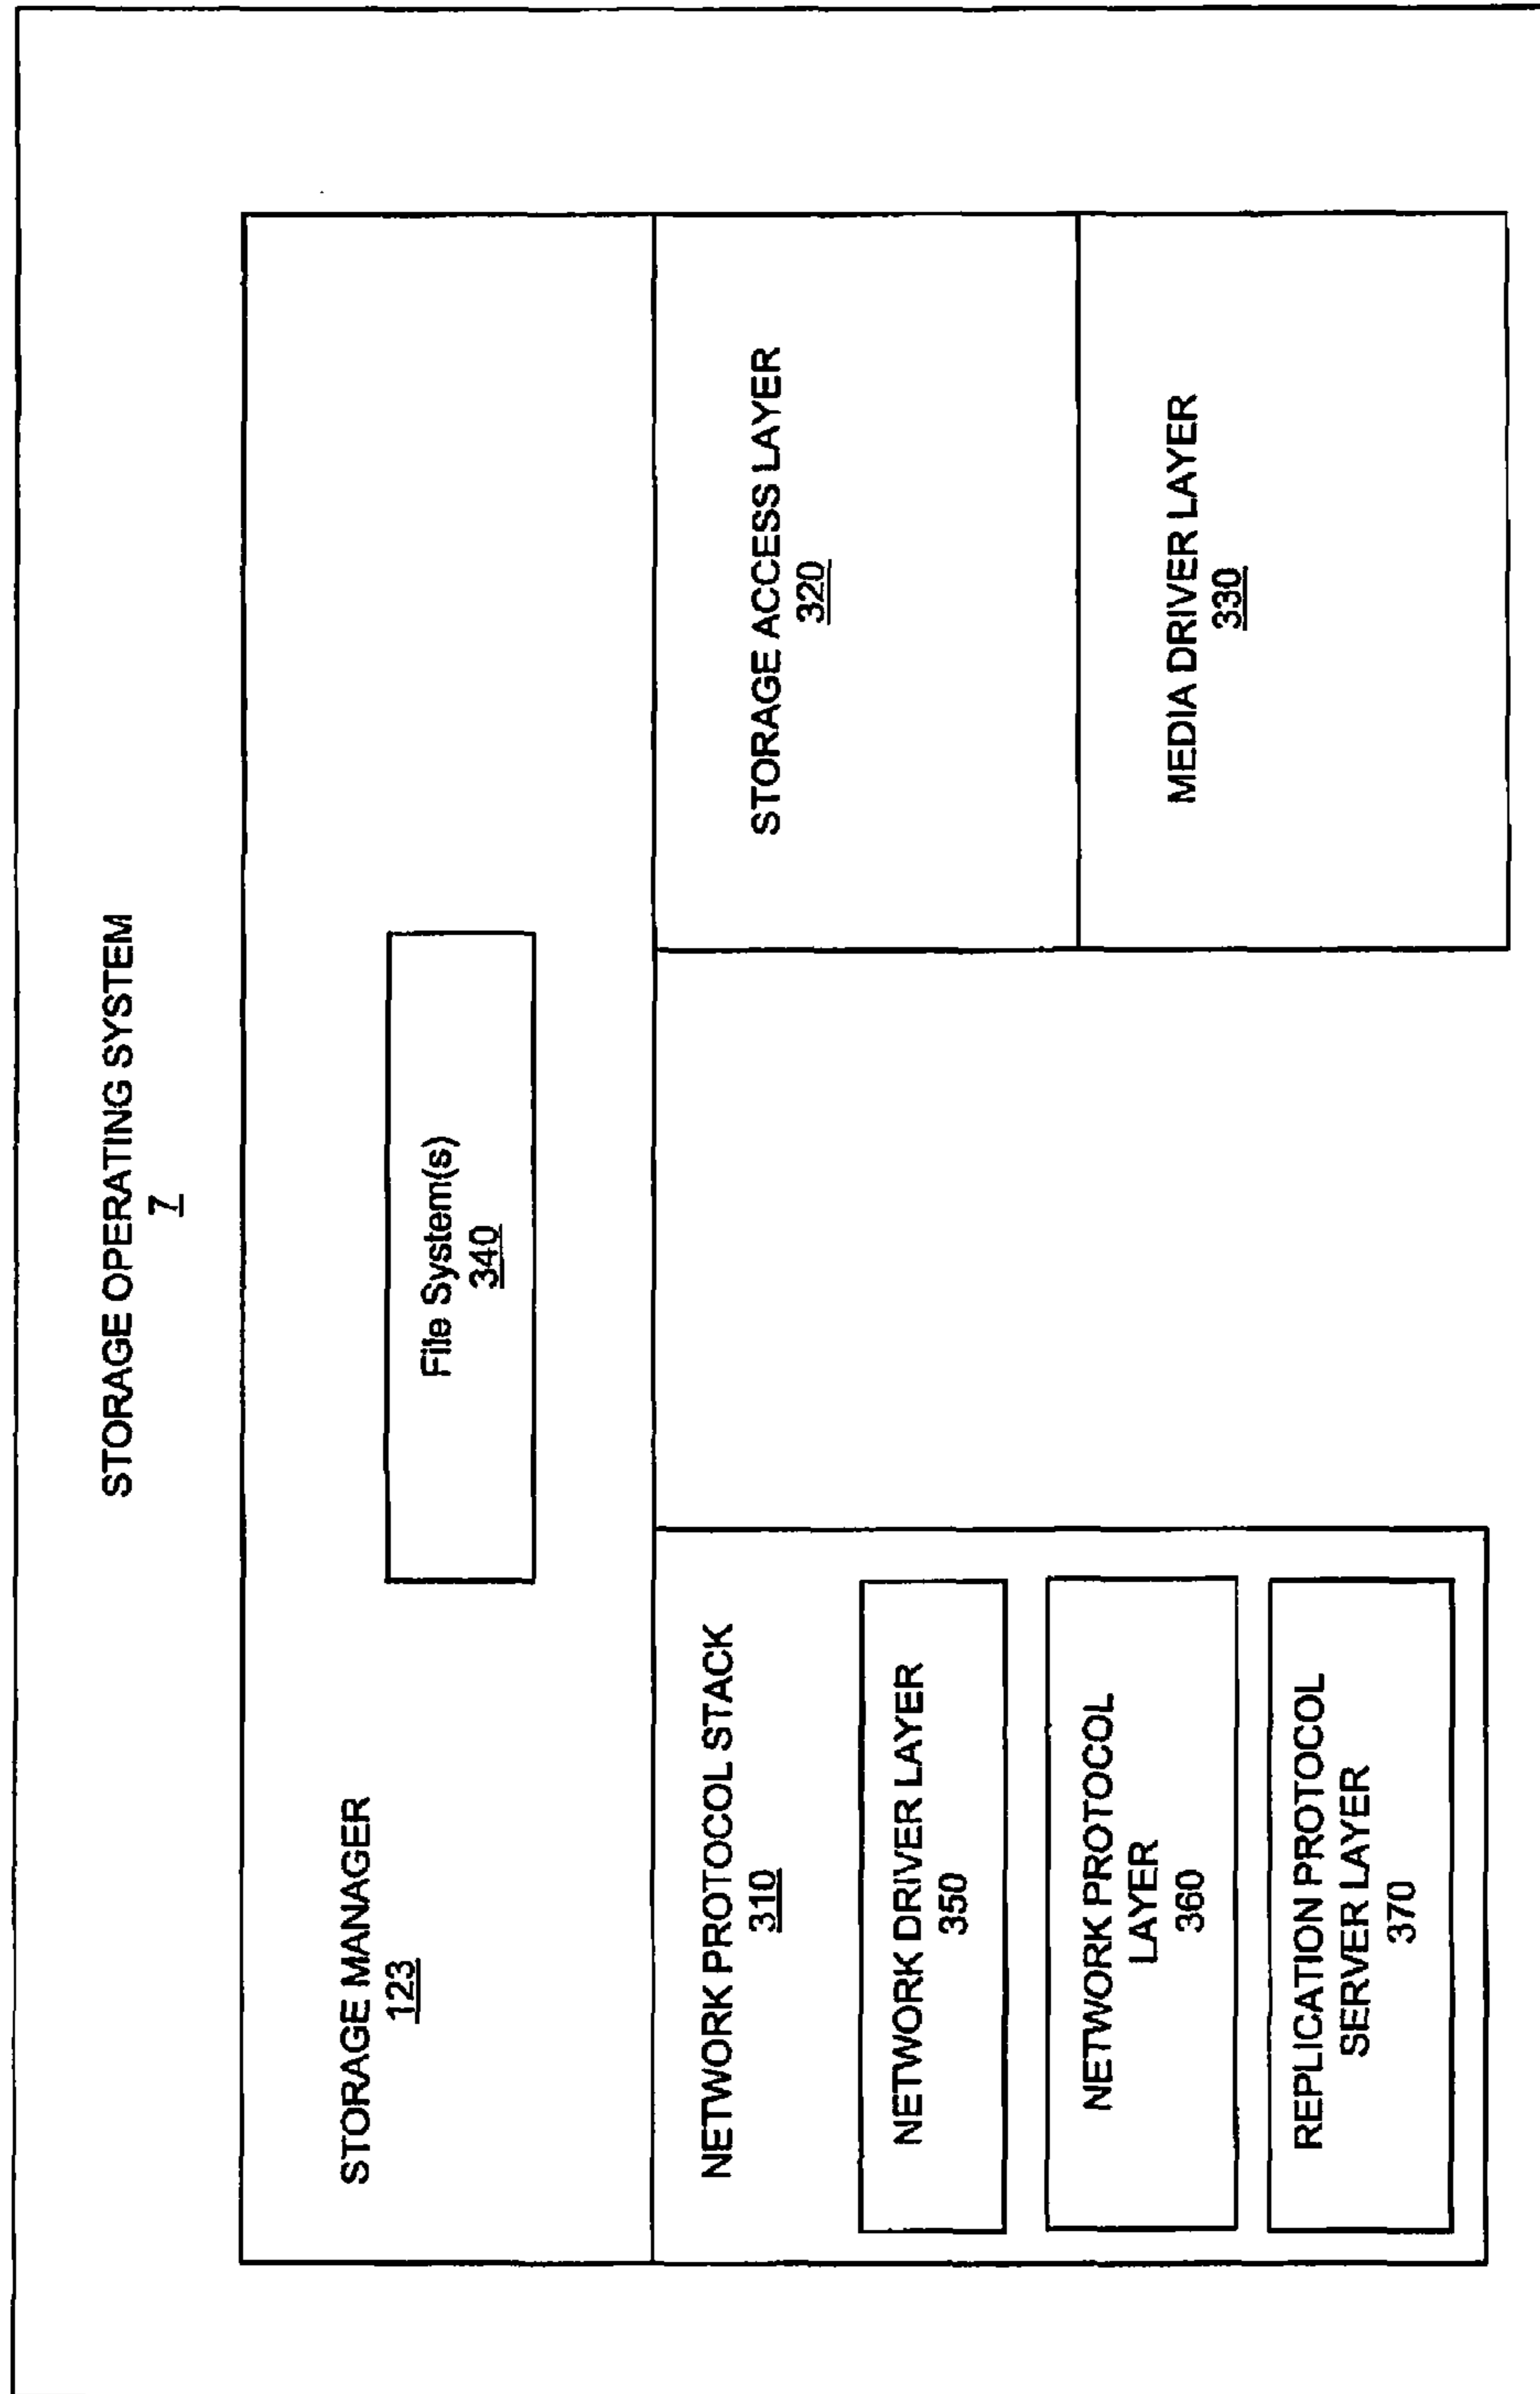 STORAGE OPERATING SYSTEM
7
STORAGE MANAGER
123
File System(s)
340
NETWORK PROTOCOL STACK
310
NETWORK DRIVER LAYER
350
NETWORK PROTOCOL
LAYER
360
REPLICATION PROTOCOL
SERVER LAYER
370
STORAGE ACCESS LAYER
320
MEDIA DRIVER LAYER
330